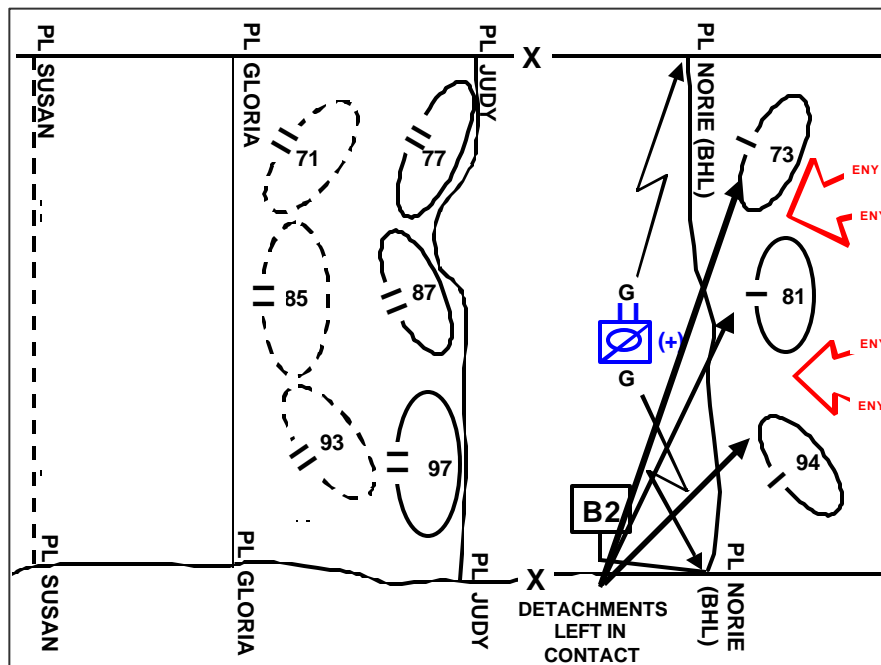 PL SUSAN
PL GLORIA
PL JUDY
X
PL NORIE (BHL)
71
77
73
ENY
ENY
85
87
G
81
(+)
G
ENY
ENY
93
97
94
B2
PL SUSAN
PL GLORIA
PL JUDY
X
PL NORIE
(BHL)
DETACHMENTS
LEFT IN
CONTACT